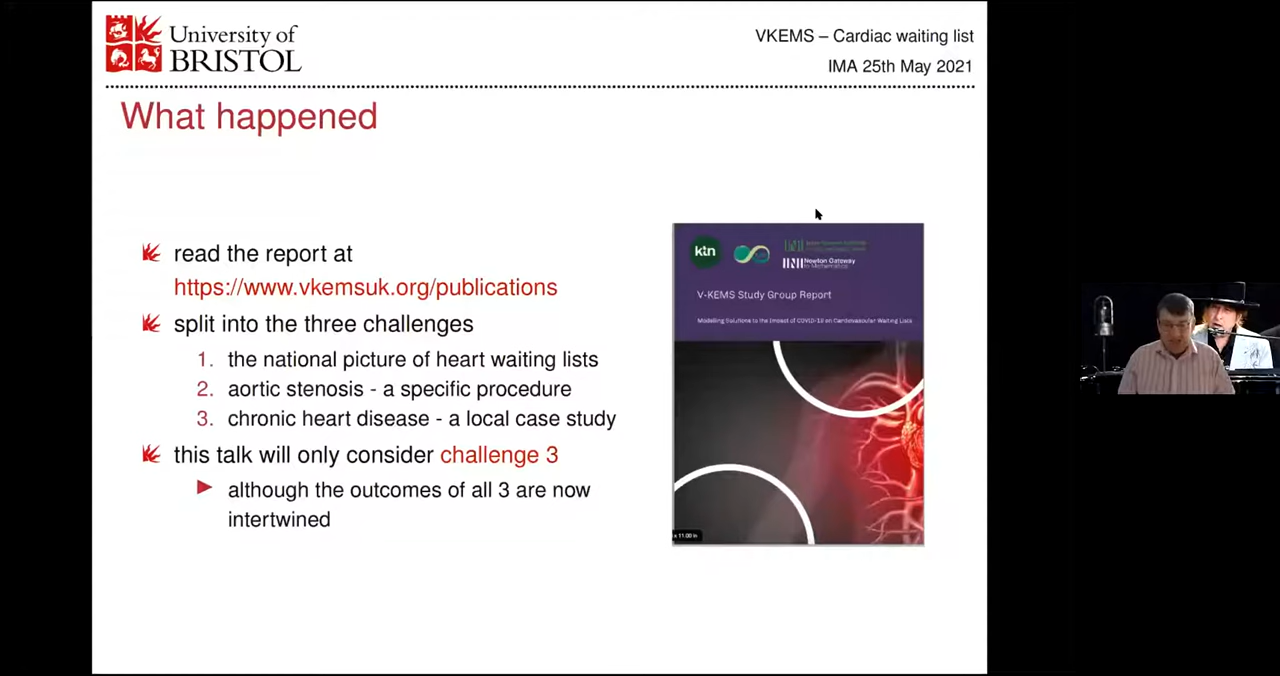 University of
BRISTOL
VKEMS – Cardiac waiting list
IMA 25th May 2021
What happened
read the report at
https://www.vkemsuk.org/publications
split into the three challenges
1. the national picture of heart waiting lists
2. aortic stenosis - a specific procedure
3. chronic heart disease - a local case study
this talk will only consider challenge 3
although the outcomes of all 3 are now
intertwined
ktn
Newton Gateway
to Mathematics
V-KEMS Study Group Report
Modelling Solutions to the Impact of COVID-19 on Cardiovascular Waiting Lists
x 11.00 in